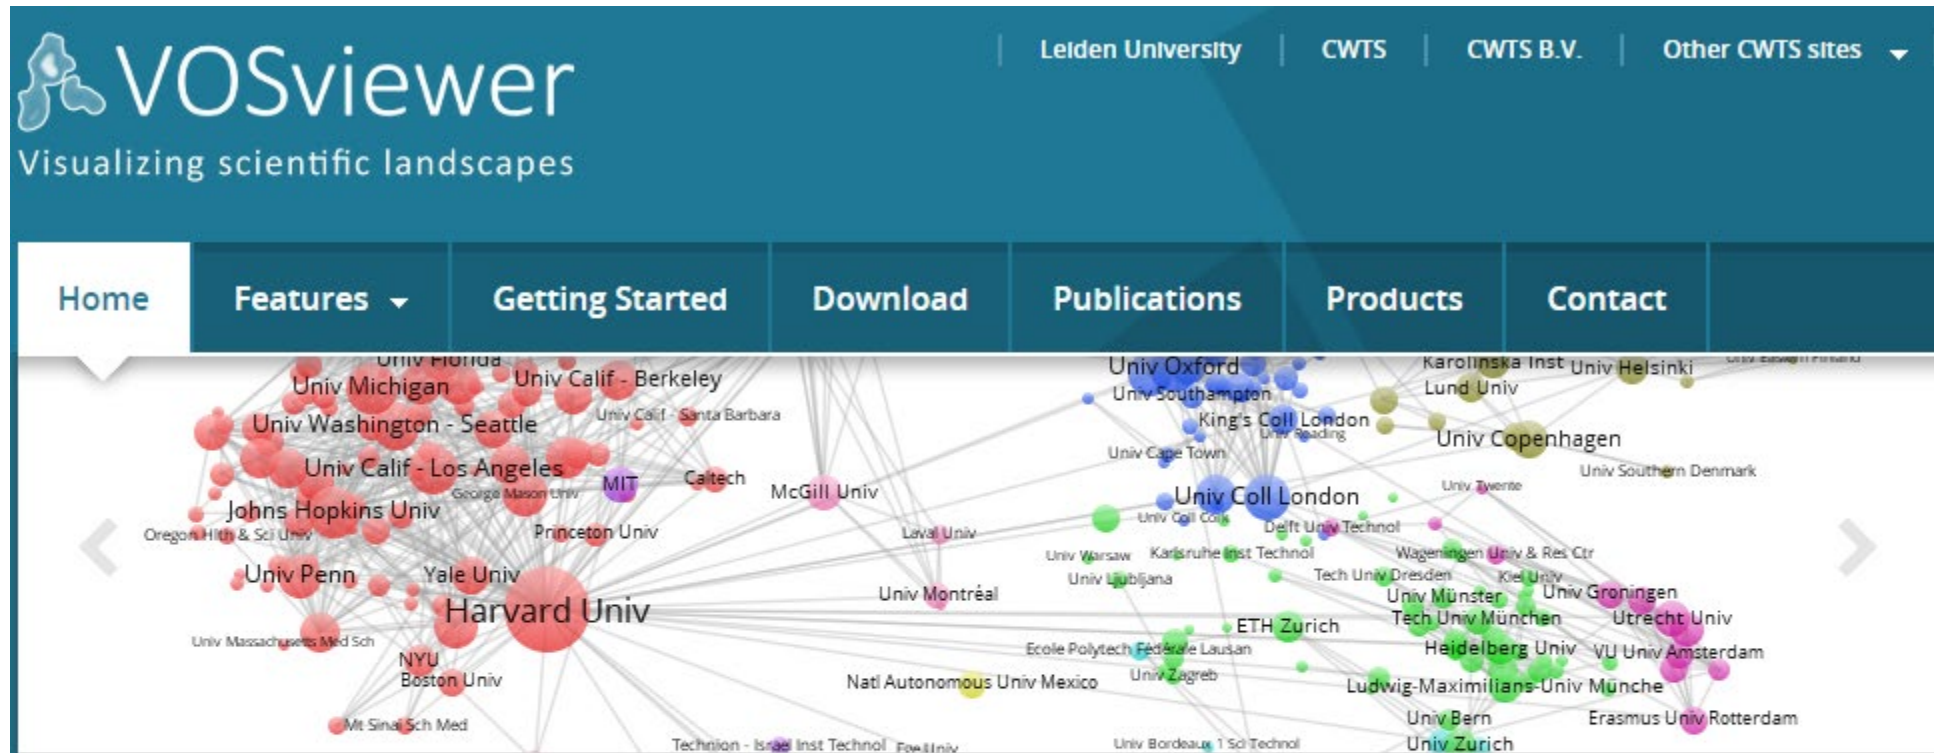 VOSviewer
Visualizing scientific landscapes
Leiden University
CWTS
CWTS B.V.
Other CWTS sites
Home
Features
Getting Started
Download
Publications
Products
Contact
Univ Florida
Univ Michigan
Univ Calif - Berkeley
Univ Calif - Santa Barbara
Univ Washington - Seattle
Univ Calif - Los Angeles
George Mason Univ
MIT
Caltech
McGill Univ
Johns Hopkins Univ
Oregon Hlth & Sci Univ
Princeton Univ
Laval Univ
Univ Penn
Yale Univ
Harvard Univ
Univ Montréal
Univ Massachusetts Med Sch
NYU
Boston Univ
Natl Autonomous Univ Mexico
Mt Sinai Sch Med
Technion - Israel Inst Technol
Univ Oxford
Univ Southampton
King's Coll London
Univ Reading
Univ Cape Town
Univ Coll London
Univ Coll Cork
Delft Univ Technol
Karolinska Inst
Univ Helsinki
Univ Eastern Finland
Lund Univ
Univ Copenhagen
Univ Southern Denmark
Univ Twente
Univ Warsaw
Karlsruhe Inst Technol
Wageningen Univ & Res Ctr
Univ Ljubljana
Tech Univ Dresden
Kiel Univ
Univ Münster
Univ Groningen
Tech Univ München
Utrecht Univ
ETH Zurich
Ecole Polytech Fédérale Lausan
Heidelberg Univ
VU Univ Amsterdam
Univ Zagreb
Ludwig-Maximilians-Univ Munche
Univ Bern
Erasmus Univ Rotterdam
Univ Bordeaux 1 Sci Technol
Univ Zurich